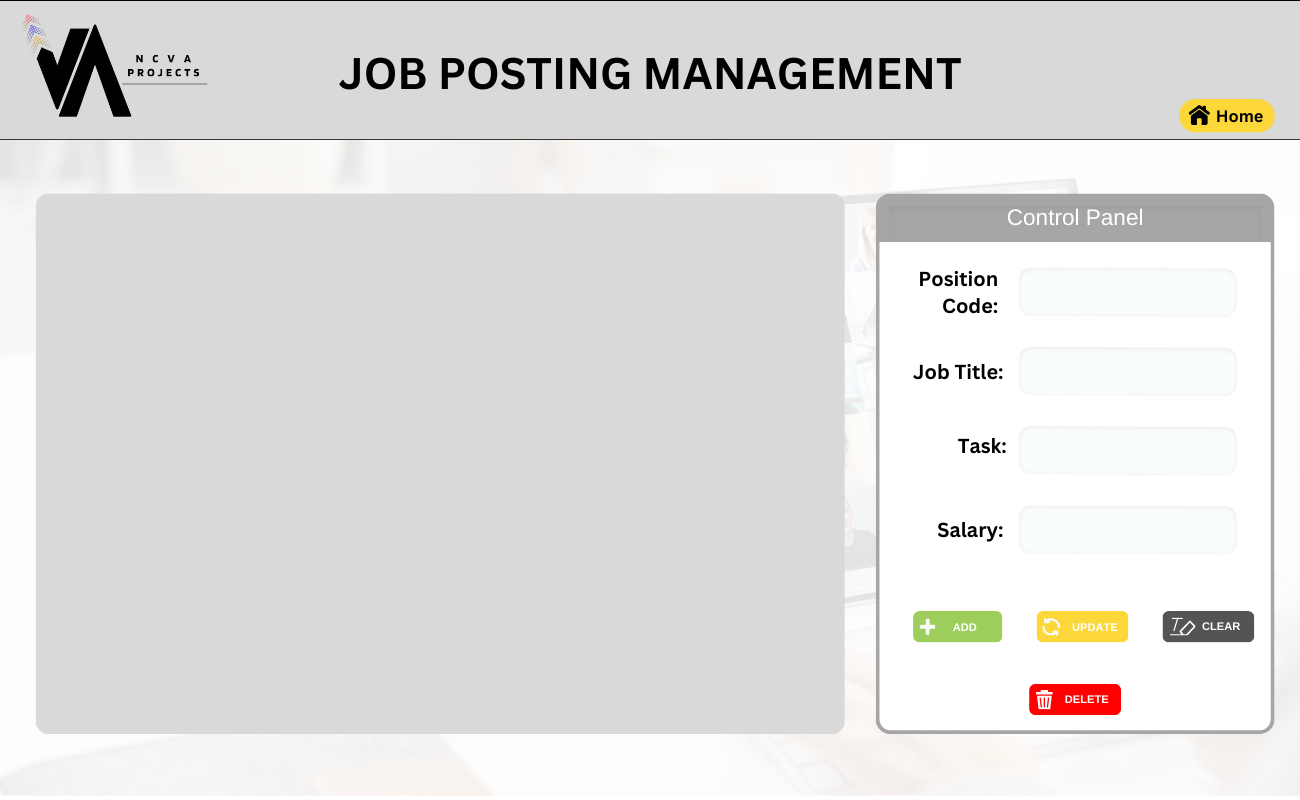 N C V A
PROJECTS
JOB POSTING MANAGEMENT
Home
Control Panel
Position
Code:
Job Title:
Task:
Salary:
ADD
UPDATE
CLEAR
DELETE